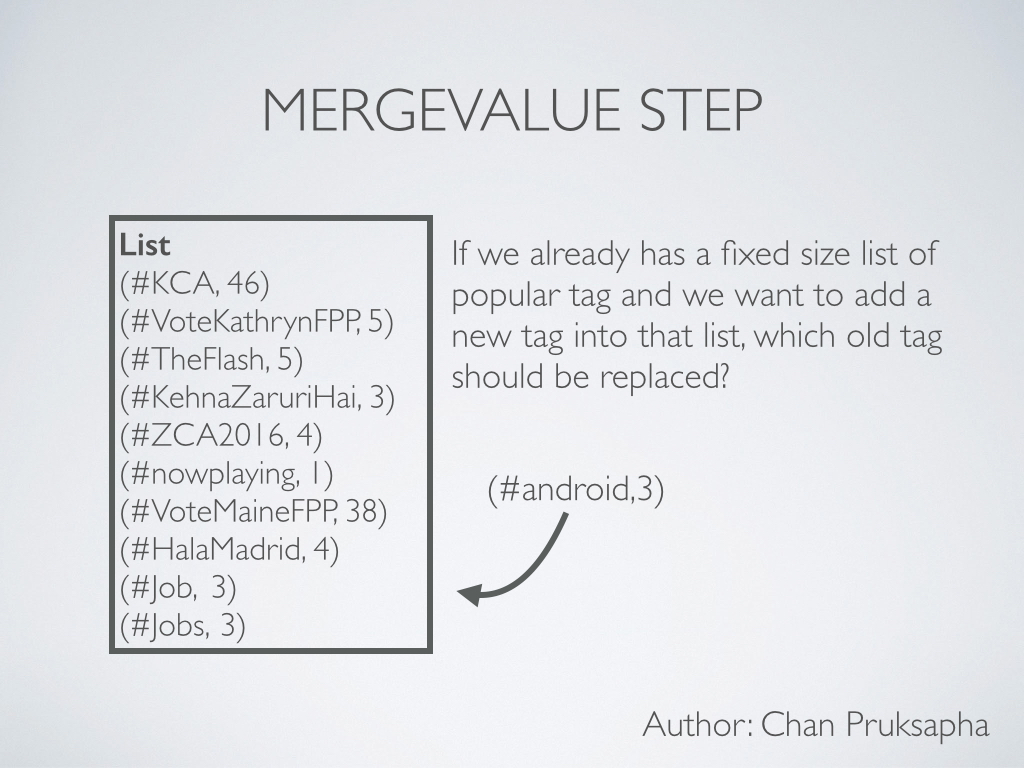 MERGEVALUE STEP
List
(#KCA, 46)
(#VoteKathrynFPP, 5)
(#TheFlash, 5)
(#KehnaZaruriHai, 3)
(#ZCA2016, 4)
(#nowplaying, 1)
(#VoteMaineFPP, 38)
(#HalaMadrid, 4)
(#Job, 3)
(#Jobs, 3)
If we already has a fixed size list of
popular tag and we want to add a
new tag into that list, which old tag
should be replaced?
(#android,3)
Author: Chan Pruksapha